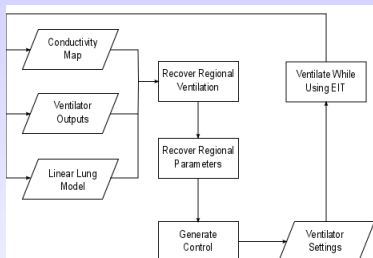 Conductivity
Map
Ventilator
Outputs
Linear Lung
Model
Recover Regional
Ventilation
Recover Regional
Parameters
Generate
Control
Ventilate While
Using EIT
Ventilator
Settings